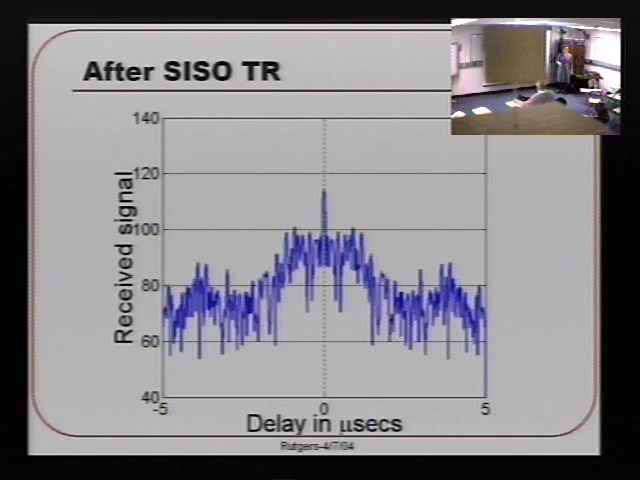 After SISO TR
140
120
100
80
60
40
Received signal
-5
0
5
Delay in μsecs
Rutgers-4/7/04